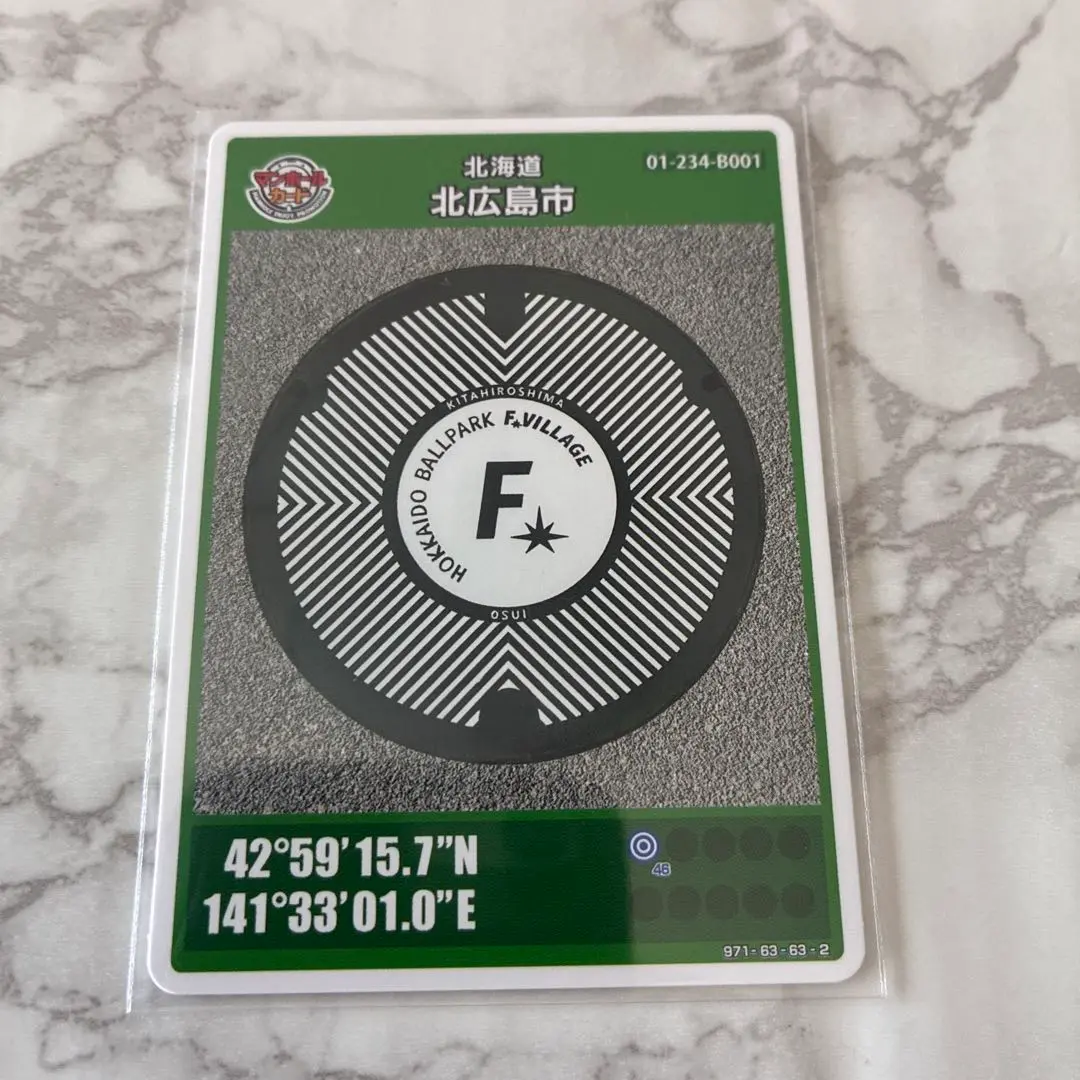 マンホール
カード
北海道
北広島市
01-234-B001
KITAHIROSHIMA
HOKKAIDO BALLPARK F VILLAGE
F
OSUI
42°59'15.7"N
141°33'01.0"E
46
971-63-63-2